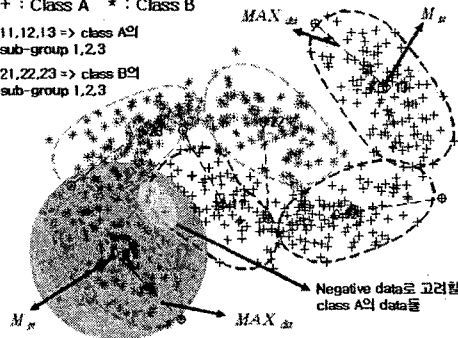 + : Class A * : Class B
11,12,13 => class A의
sub-group 1,2,3
21,22,23 => class B의
sub-group 1,2,3
MAX dist
M
Negative data로 고려할
class A의 data들
M
MAX dist